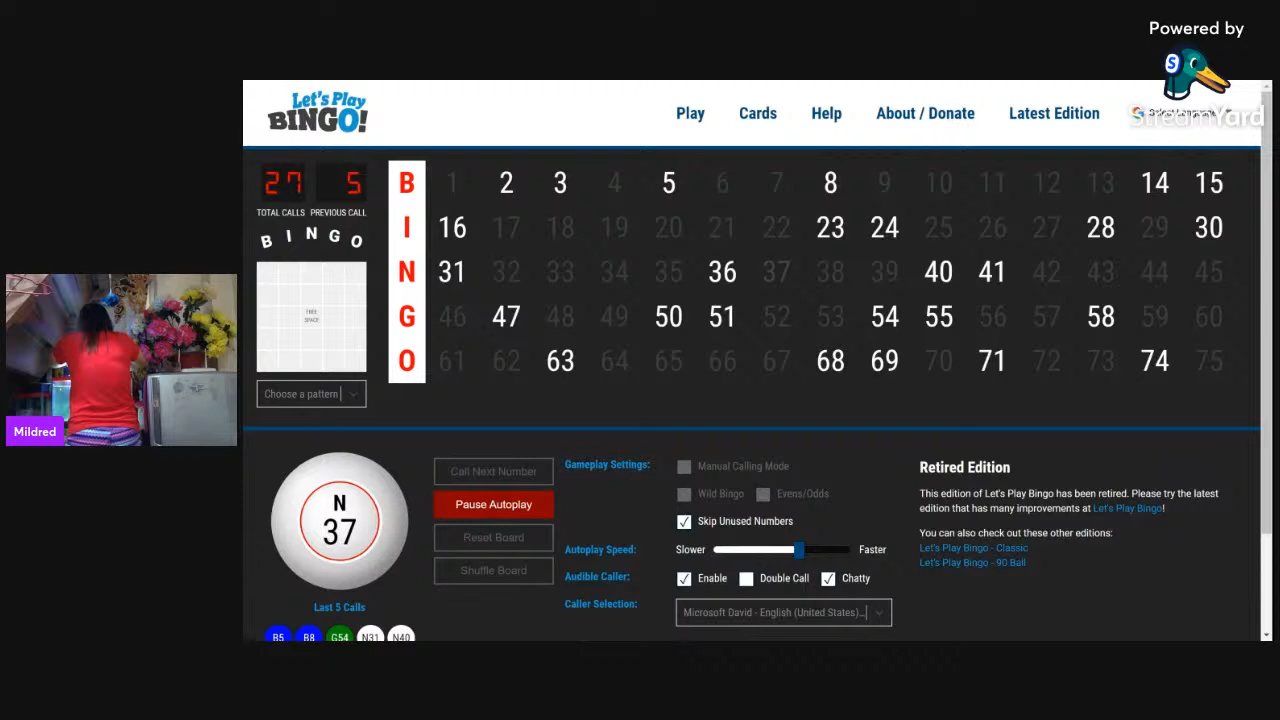 Powered by
StreamYard
Let's Play
BINGO!
Play
Cards
Help
About / Donate
Latest Edition
Select Language
27 5
TOTAL CALLS PREVIOUS CALL
B I N G O
FREE
SPACE
Choose a pattern
B 1 2 3 4 5 6 7 8 9 10 11 12 13 14 15
I 16 17 18 19 20 21 22 23 24 25 26 27 28 29 30
N 31 32 33 34 35 36 37 38 39 40 41 42 43 44 45
G 46 47 48 49 50 51 52 53 54 55 56 57 58 59 60
O 61 62 63 64 65 66 67 68 69 70 71 72 73 74 75
Mildred
N
37
Last 5 Calls
B5 B8 G54 N31 N40
Call Next Number
Pause Autoplay
Reset Board
Shuffle Board
Gameplay Settings:
Manual Calling Mode
Wild Bingo Evens/Odds
Skip Unused Numbers
Autoplay Speed: Slower Faster
Audible Caller: Enable Double Call Chatty
Caller Selection: Microsoft David - English (United States)...
Retired Edition
This edition of Let's Play Bingo has been retired. Please try the latest
edition that has many improvements at Let's Play Bingo!
You can also check out these other editions:
Let's Play Bingo - Classic
Let's Play Bingo - 90 Ball